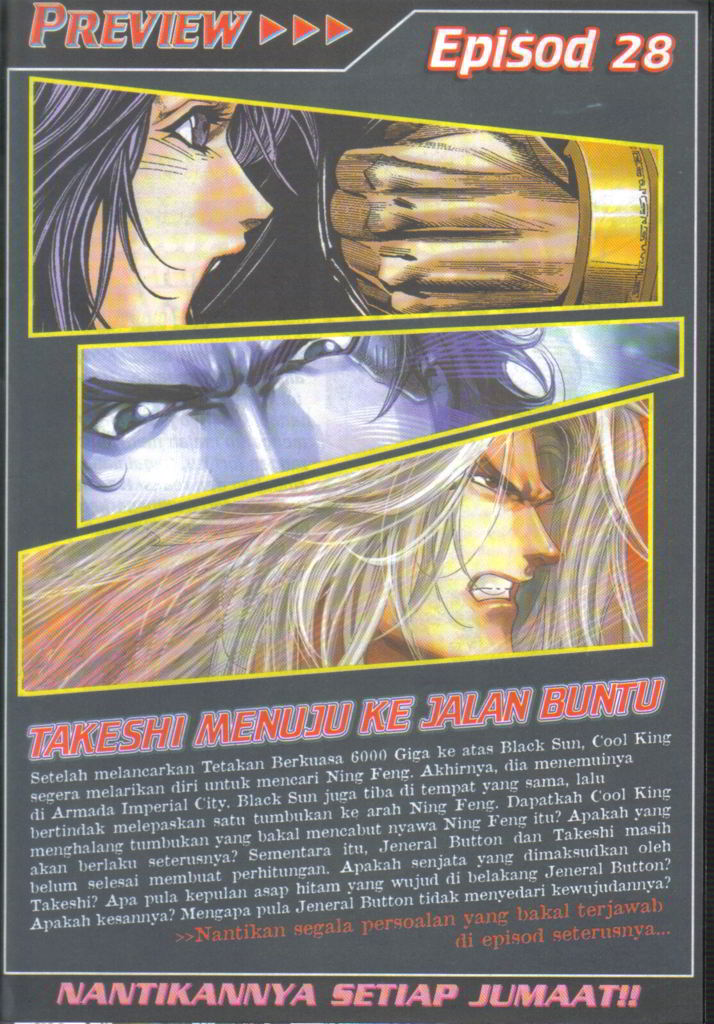 PREVIEW
Episod 28
TAKESHI MENUJU KE JALAN BUNTU
Setelah melancarkan Tetakan Berkuasa 6000 Giga ke atas Black Sun, Cool King
segera melarikan diri untuk mencari Ning Feng. Akhirnya, dia menemuinya
di Armada Imperial City. Black Sun juga tiba di tempat yang sama, lalu
bertindak melepaskan satu tumbukan ke arah Ning Feng. Dapatkah Cool King
menghalang tumbukan yang bakal mencabut nyawa Ning Feng itu? Apakah yang
akan berlaku seterusnya? Sementara itu, Jeneral Button dan Takeshi masih
belum selesai membuat perhitungan. Apakah senjata yang dimaksudkan oleh
Takeshi? Apa pula kepulan asap hitam yang wujud di belakang Jeneral Button?
Apakah kesannya? Mengapa pula Jeneral Button tidak menyedari kewujudannya?
>>Nantikan segala persoalan yang bakal terjawab
di episod seterusnya...
NANTIKANNYA SETIAP JUMAAT!!